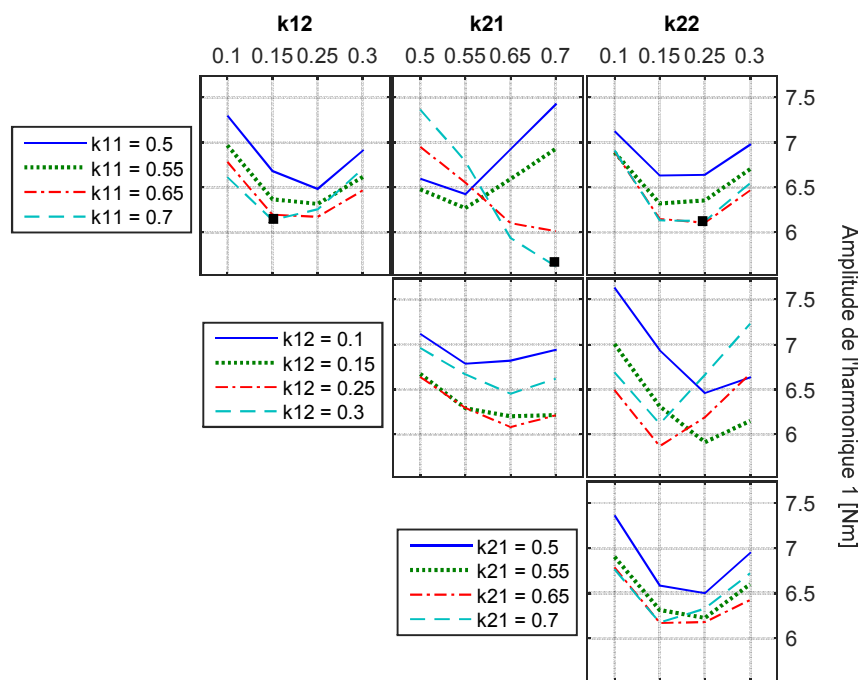 k12 k21 k22
0.1 0.15 0.25 0.3 0.5 0.55 0.65 0.7 0.1 0.15 0.25 0.3
k11 = 0.5
k11 = 0.55
k11 = 0.65
k11 = 0.7
7.5
7
6.5
6
k12 = 0.1
k12 = 0.15
k12 = 0.25
k12 = 0.3
7.5
7
6.5
6
k21 = 0.5
k21 = 0.55
k21 = 0.65
k21 = 0.7
7.5
7
6.5
6
Amplitude de l'harmonique 1 [Nm]